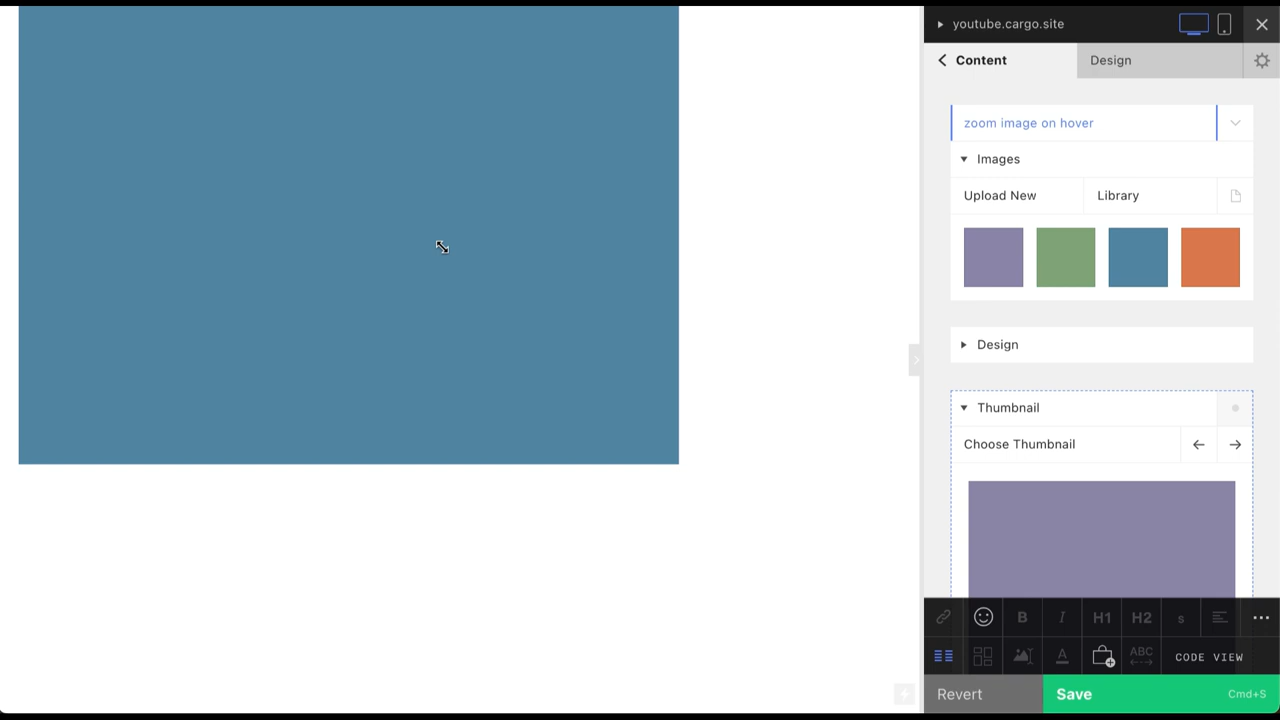 youtube.cargo.site
Content
Design
zoom image on hover
Images
Upload New
Library
Design
Thumbnail
Choose Thumbnail
B I H1 H2 s
A ABC CODE VIEW
Revert
Save
Cmd+S